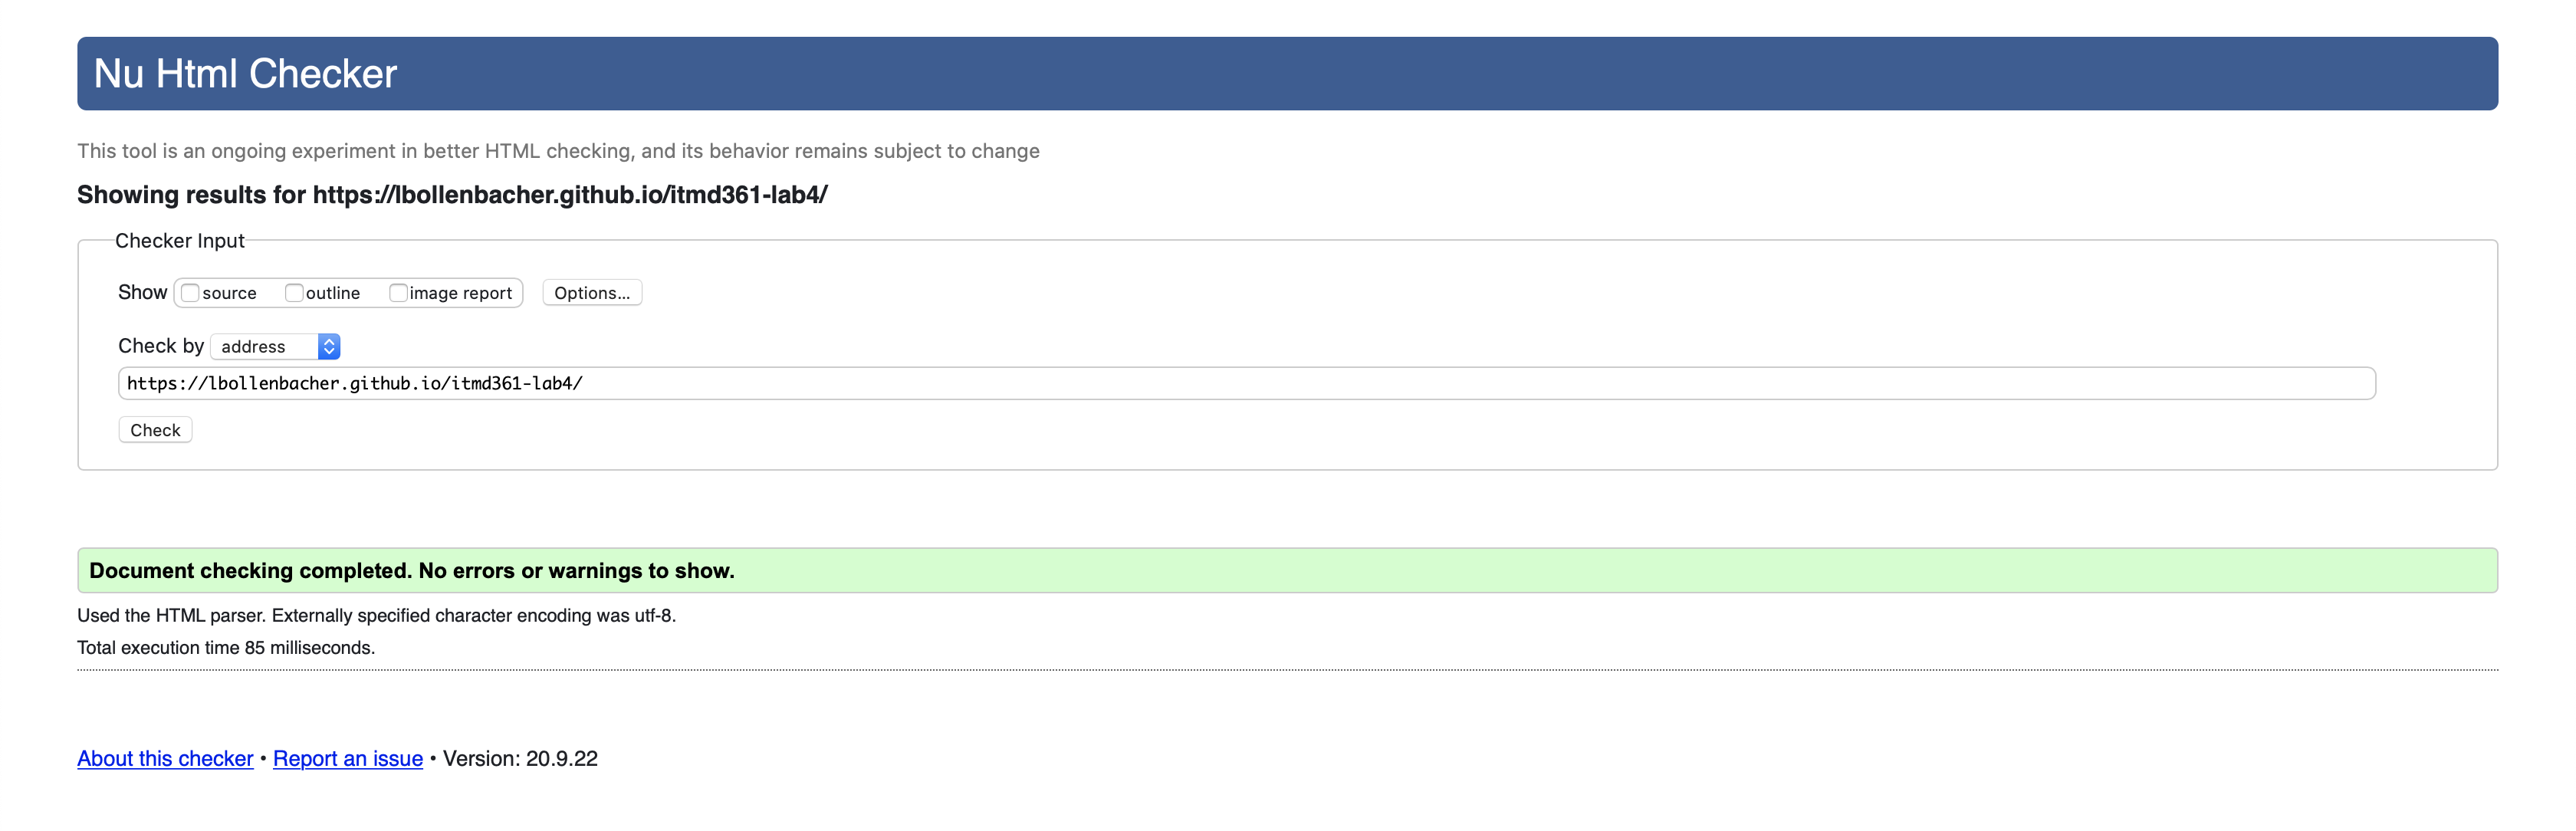 Nu Html Checker
This tool is an ongoing experiment in better HTML checking, and its behavior remains subject to change
Showing results for https://lbollenbacher.github.io/itmd361-lab4/
Checker Input
Show source outline image report Options...
Check by address
https://lbollenbacher.github.io/itmd361-lab4/
Check
Document checking completed. No errors or warnings to show.
Used the HTML parser. Externally specified character encoding was utf-8.
Total execution time 85 milliseconds.
About this checker • Report an issue • Version: 20.9.22